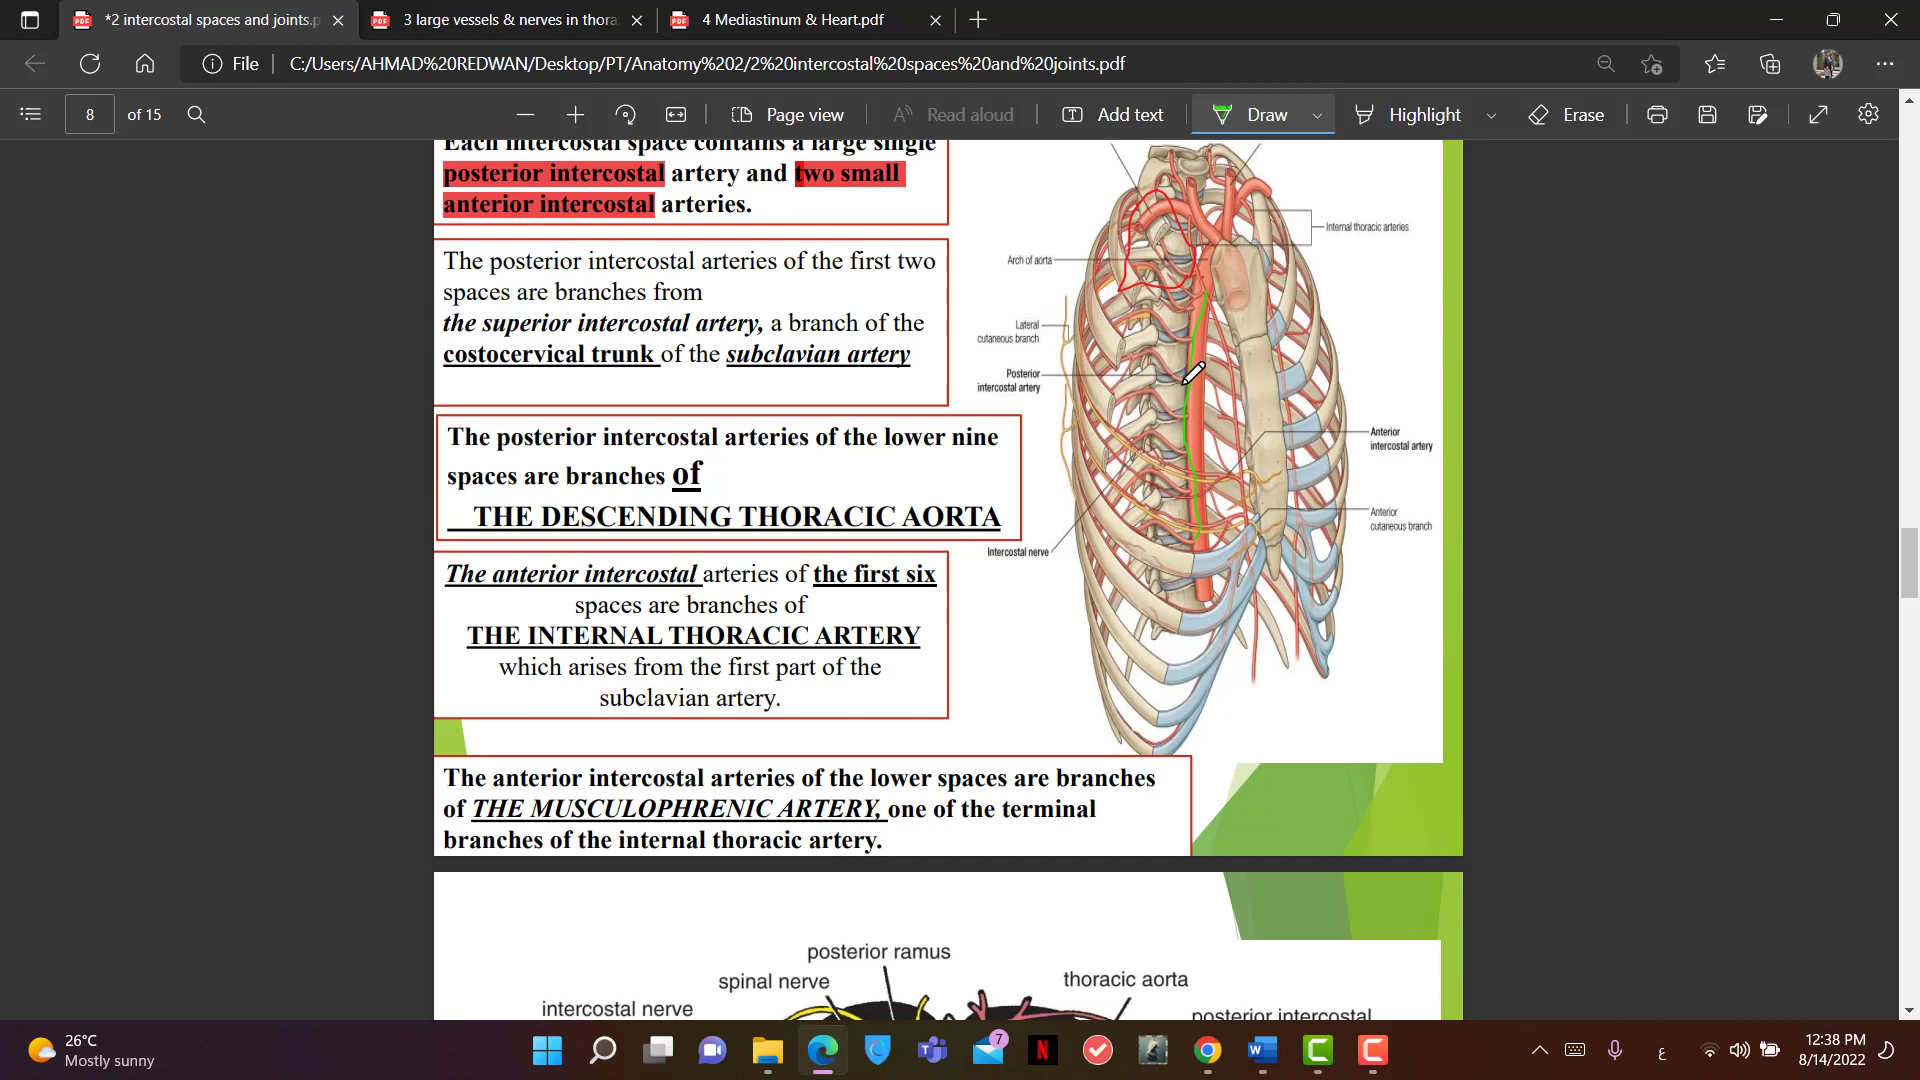 *2 intercostal spaces and joints.p
3 large vessels & nerves in thora
4 Mediastinum & Heart.pdf
File
C:/Users/AHMAD%20REDWAN/Desktop/PT/Anatomy%202/2%20intercostal%20spaces%20and%20joints.pdf
8 of 15
Page view
Read aloud
Add text
Draw
Highlight
Erase
Each intercostal space contains a large single
posterior intercostal artery and two small
anterior intercostal arteries.
The posterior intercostal arteries of the first two
spaces are branches from
the superior intercostal artery, a branch of the
costocervical trunk of the subclavian artery
The posterior intercostal arteries of the lower nine
spaces are branches of
THE DESCENDING THORACIC AORTA
The anterior intercostal arteries of the first six
spaces are branches of
THE INTERNAL THORACIC ARTERY
which arises from the first part of the
subclavian artery.
The anterior intercostal arteries of the lower spaces are branches
of THE MUSCULOPHRENIC ARTERY, one of the terminal
branches of the internal thoracic artery.
Internal thoracic arteries
Arch of aorta
Lateral
cutaneous branch
Posterior
intercostal artery
Anterior
intercostal artery
Anterior
cutaneous branch
Intercostal nerve
posterior ramus
spinal nerve
thoracic aorta
intercostal nerve
posterior intercostal
26°C
Mostly sunny
7
ع
12:38 PM
8/14/2022